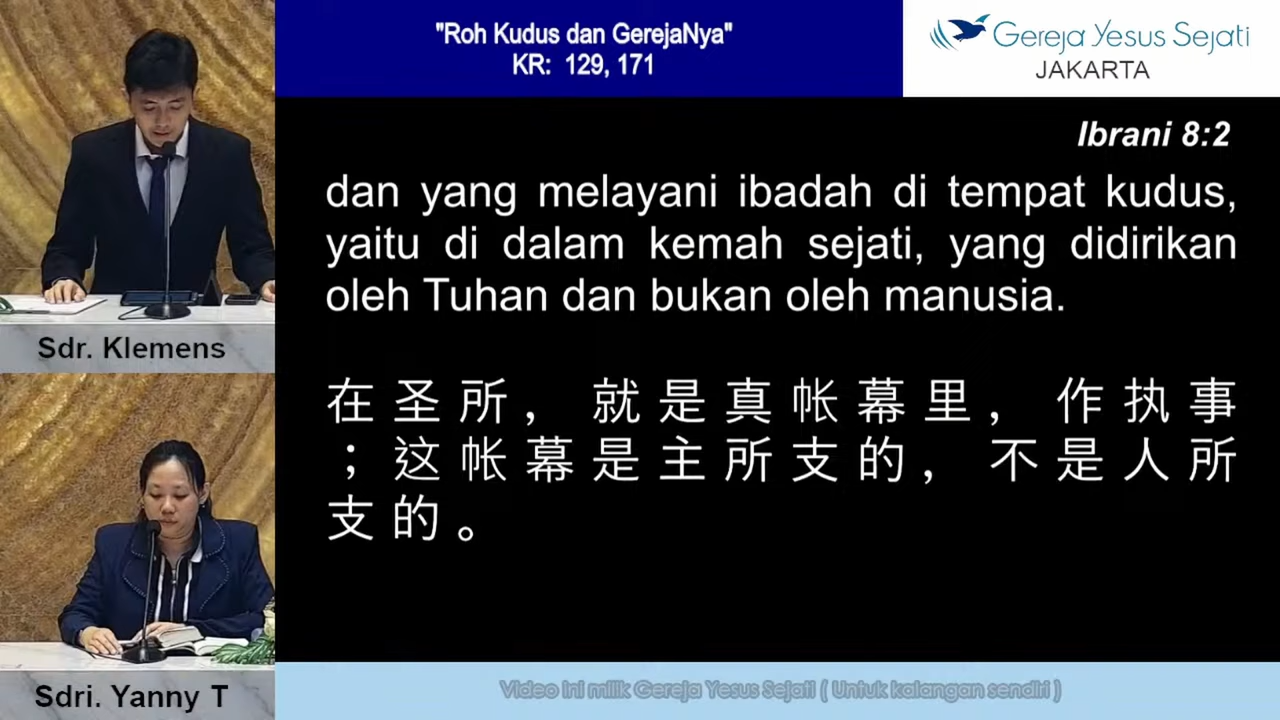 "Roh Kudus dan GerejaNya"
KR: 129, 171
Gereja Yesus Sejati
JAKARTA
Ibrani 8:2
dan yang melayani ibadah di tempat kudus,
yaitu di dalam kemah sejati, yang didirikan
oleh Tuhan dan bukan oleh manusia.
在圣所，就是真帐幕里，作执事
；这帐幕是主所支的，不是人所
支的。
Sdr. Klemens
Sdri. Yanny T
Video ini milik Gereja Yesus Sejati ( Untuk kalangan sendiri )